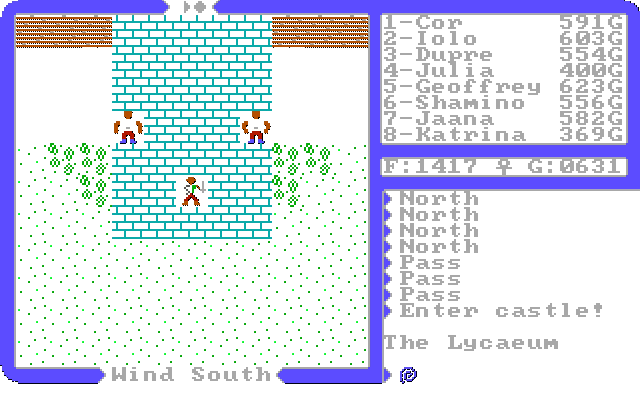 1-Cor 591G
2-Iolo 603G
3-Dupre 554G
4-Julia 400G
5-Geoffrey 623G
6-Shamino 556G
7-Jaana 582G
8-Katrina 369G
F:1417 ♀ G:0631
North
North
North
North
Pass
Pass
Pass
Enter castle!
The Lycaeum
Wind South